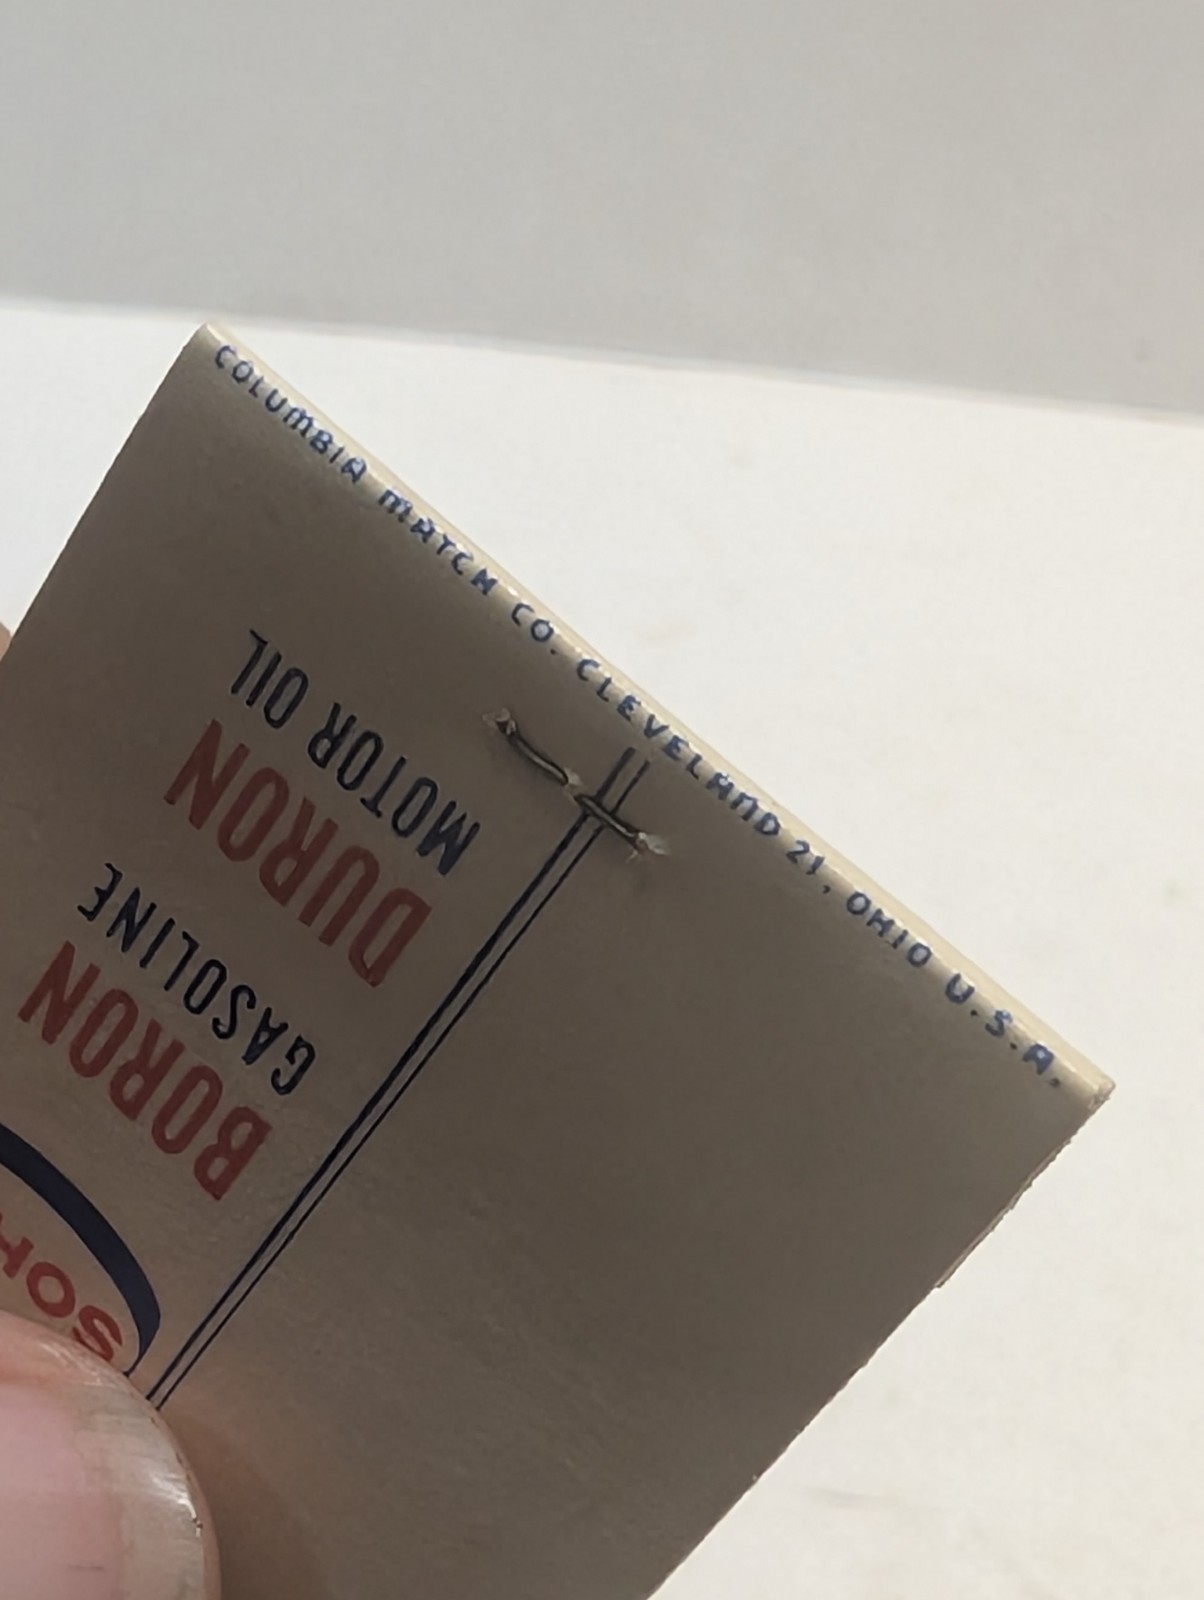 COLUMBIA MATCH CO. CLEVELAND 21, OHIO U.S.A.
SOH
BORON
GASOLINE
DURON
MOTOR OIL